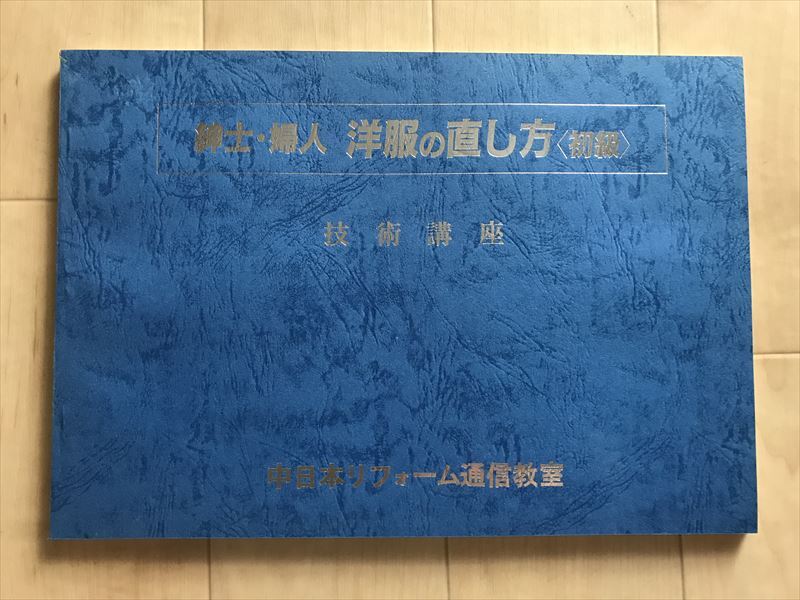 紳士・婦人 洋服の直し方〈初級〉
技術講座
中日本リフォーム通信教室